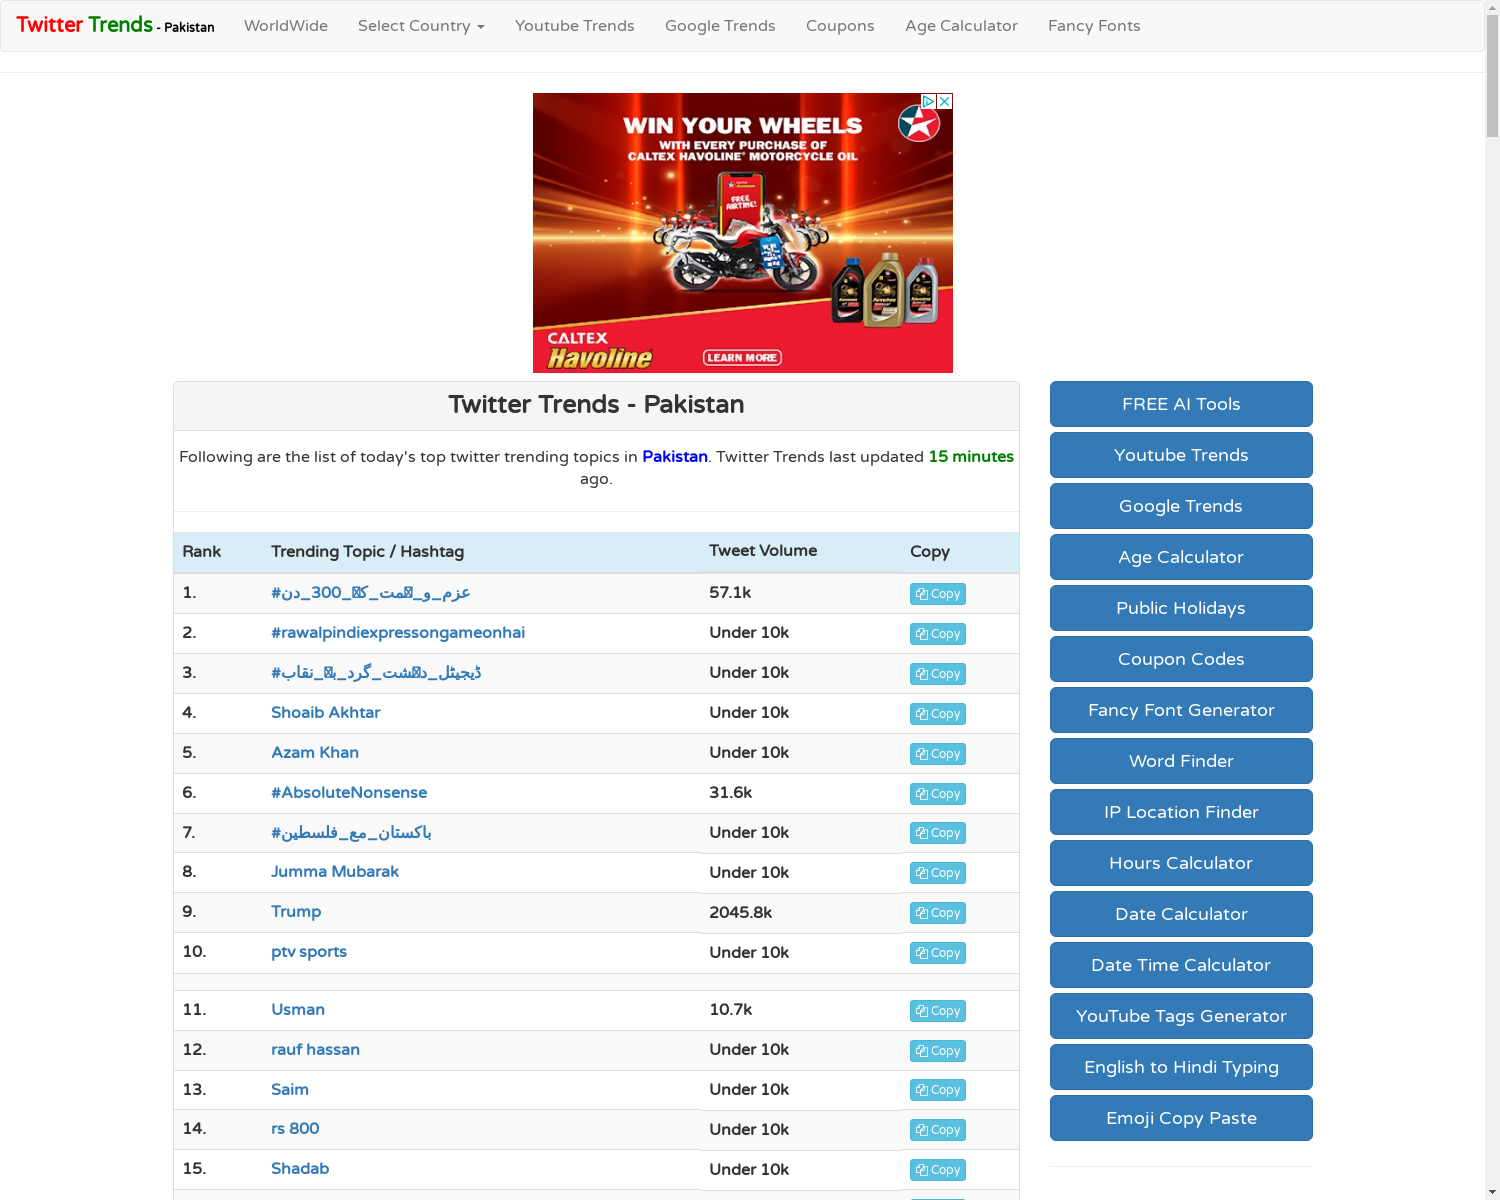 Twitter Trends - Pakistan
WorldWide
Select Country
Youtube Trends
Google Trends
Coupons
Age Calculator
Fancy Fonts
WIN YOUR WHEELS
WITH EVERY PURCHASE OF
CALTEX HAVOLINE® MOTORCYCLE OIL
FREE
AIRTIME!
CALTEX
Havoline
LEARN MORE
Twitter Trends - Pakistan
Following are the list of today's top twitter trending topics in Pakistan. Twitter Trends last updated 15 minutes
ago.
Rank Trending Topic / Hashtag Tweet Volume Copy
1. 57.1k Copy
2. #rawalpindiexpressongameonhai Under 10k Copy
3. Under 10k Copy
4. Shoaib Akhtar Under 10k Copy
5. Azam Khan Under 10k Copy
6. #AbsoluteNonsense 31.6k Copy
7. #باكستان_مع_فلسطين Under 10k Copy
8. Jumma Mubarak Under 10k Copy
9. Trump 2045.8k Copy
10. ptv sports Under 10k Copy
11. Usman 10.7k Copy
12. rauf hassan Under 10k Copy
13. Saim Under 10k Copy
14. rs 800 Under 10k Copy
15. Shadab Under 10k Copy
FREE AI Tools
Youtube Trends
Google Trends
Age Calculator
Public Holidays
Coupon Codes
Fancy Font Generator
Word Finder
IP Location Finder
Hours Calculator
Date Calculator
Date Time Calculator
YouTube Tags Generator
English to Hindi Typing
Emoji Copy Paste